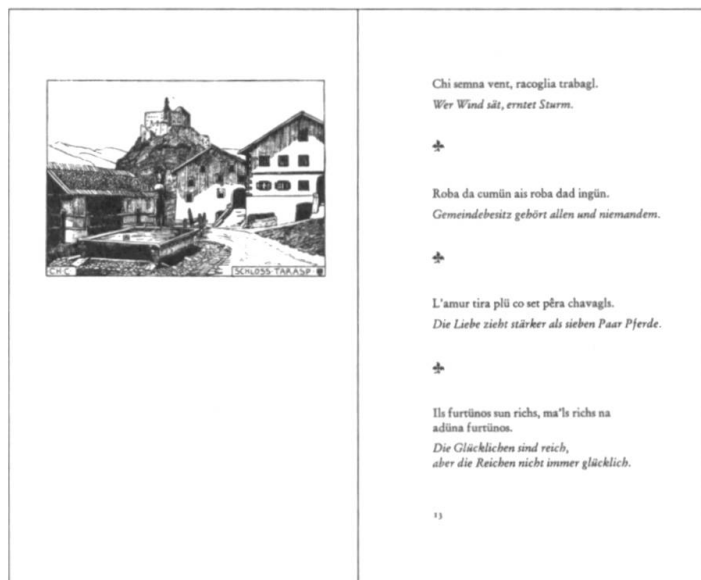 CH.C.
SCHLOSS TARASP
Chi semna vent, racoglia trabagl.
Wer Wind sät, erntet Sturm.
Roba da cumün ais roba dad ingün.
Gemeindebesitz gehört allen und niemandem.
L'amur tira plü co set pêra chavagls.
Die Liebe zieht stärker als sieben Paar Pferde.
Ils furtünos sun richs, ma'ls richs na
adüna furtünos.
Die Glücklichen sind reich,
aber die Reichen nicht immer glücklich.
13